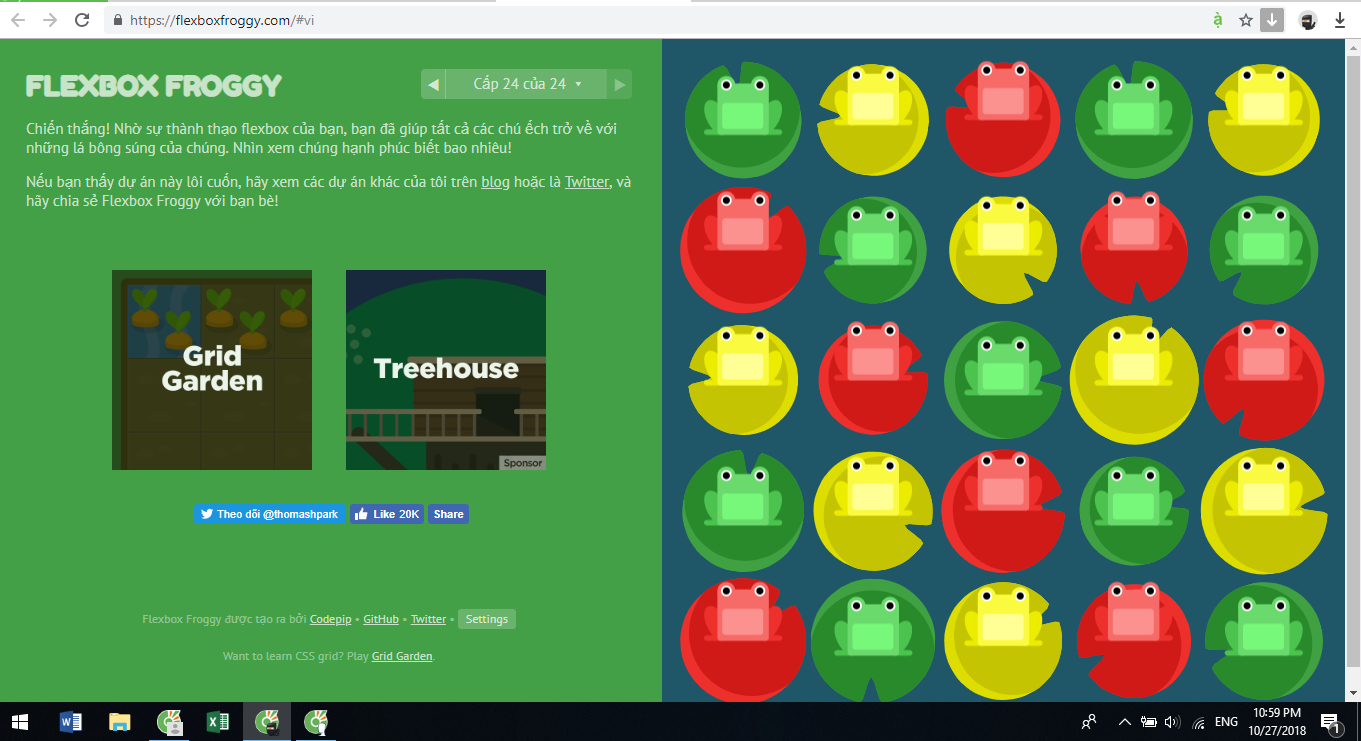 https://flexboxfroggy.com/#vi
ạ
FLEXBOX FROGGY
◀ Cấp 24 của 24 ▾ ▶
Chiến thắng! Nhờ sự thành thạo flexbox của bạn, bạn đã giúp tất cả các chú ếch trở về với
những lá bông súng của chúng. Nhìn xem chúng hạnh phúc biết bao nhiêu!
Nếu bạn thấy dự án này lôi cuốn, hãy xem các dự án khác của tôi trên blog hoặc là Twitter, và
hãy chia sẻ Flexbox Froggy với bạn bè!
Grid
Garden
Treehouse
Sponsor
Theo dõi @thomashpark Like 20K Share
Flexbox Froggy được tạo ra bởi Codepip • GitHub • Twitter • Settings
Want to learn CSS grid? Play Grid Garden.
ENG
10:59 PM
10/27/2018
1